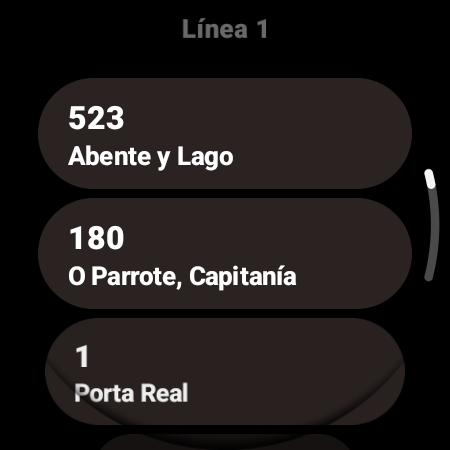 Línea 1
523
Abente y Lago
180
O Parrote, Capitanía
1
Porta Real